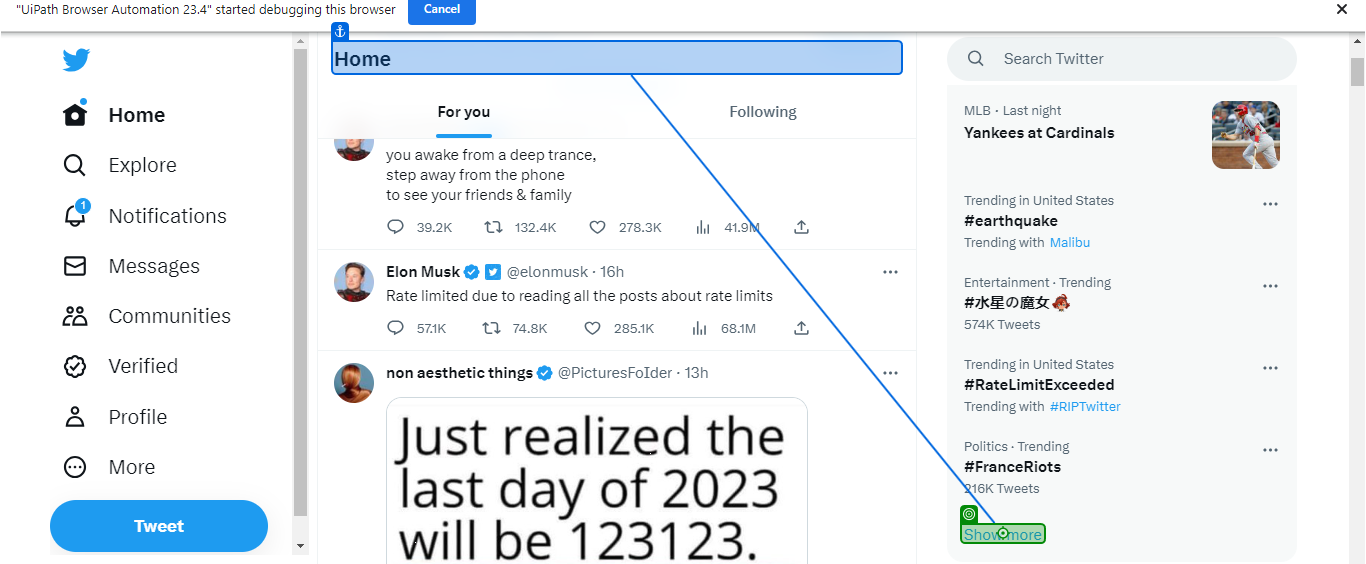 "UiPath Browser Automation 23.4" started debugging this browser
Cancel
Home
Explore
1
Notifications
Messages
Communities
Verified
Profile
More
Tweet
Home
For you
Following
you awake from a deep trance,
step away from the phone
to see your friends & family
39.2K 132.4K 278.3K 41.9M
Elon Musk @elonmusk · 16h
Rate limited due to reading all the posts about rate limits
57.1K 74.8K 285.1K 68.1M
non aesthetic things @PicturesFoIder · 13h
Just realized the
last day of 2023
will be 123123.
Search Twitter
MLB · Last night
Yankees at Cardinals
Trending in United States
#earthquake
Trending with Malibu
Entertainment · Trending
#水星の魔女
574K Tweets
Trending in United States
#RateLimitExceeded
Trending with #RIPTwitter
Politics · Trending
#FranceRiots
216K Tweets
Show more